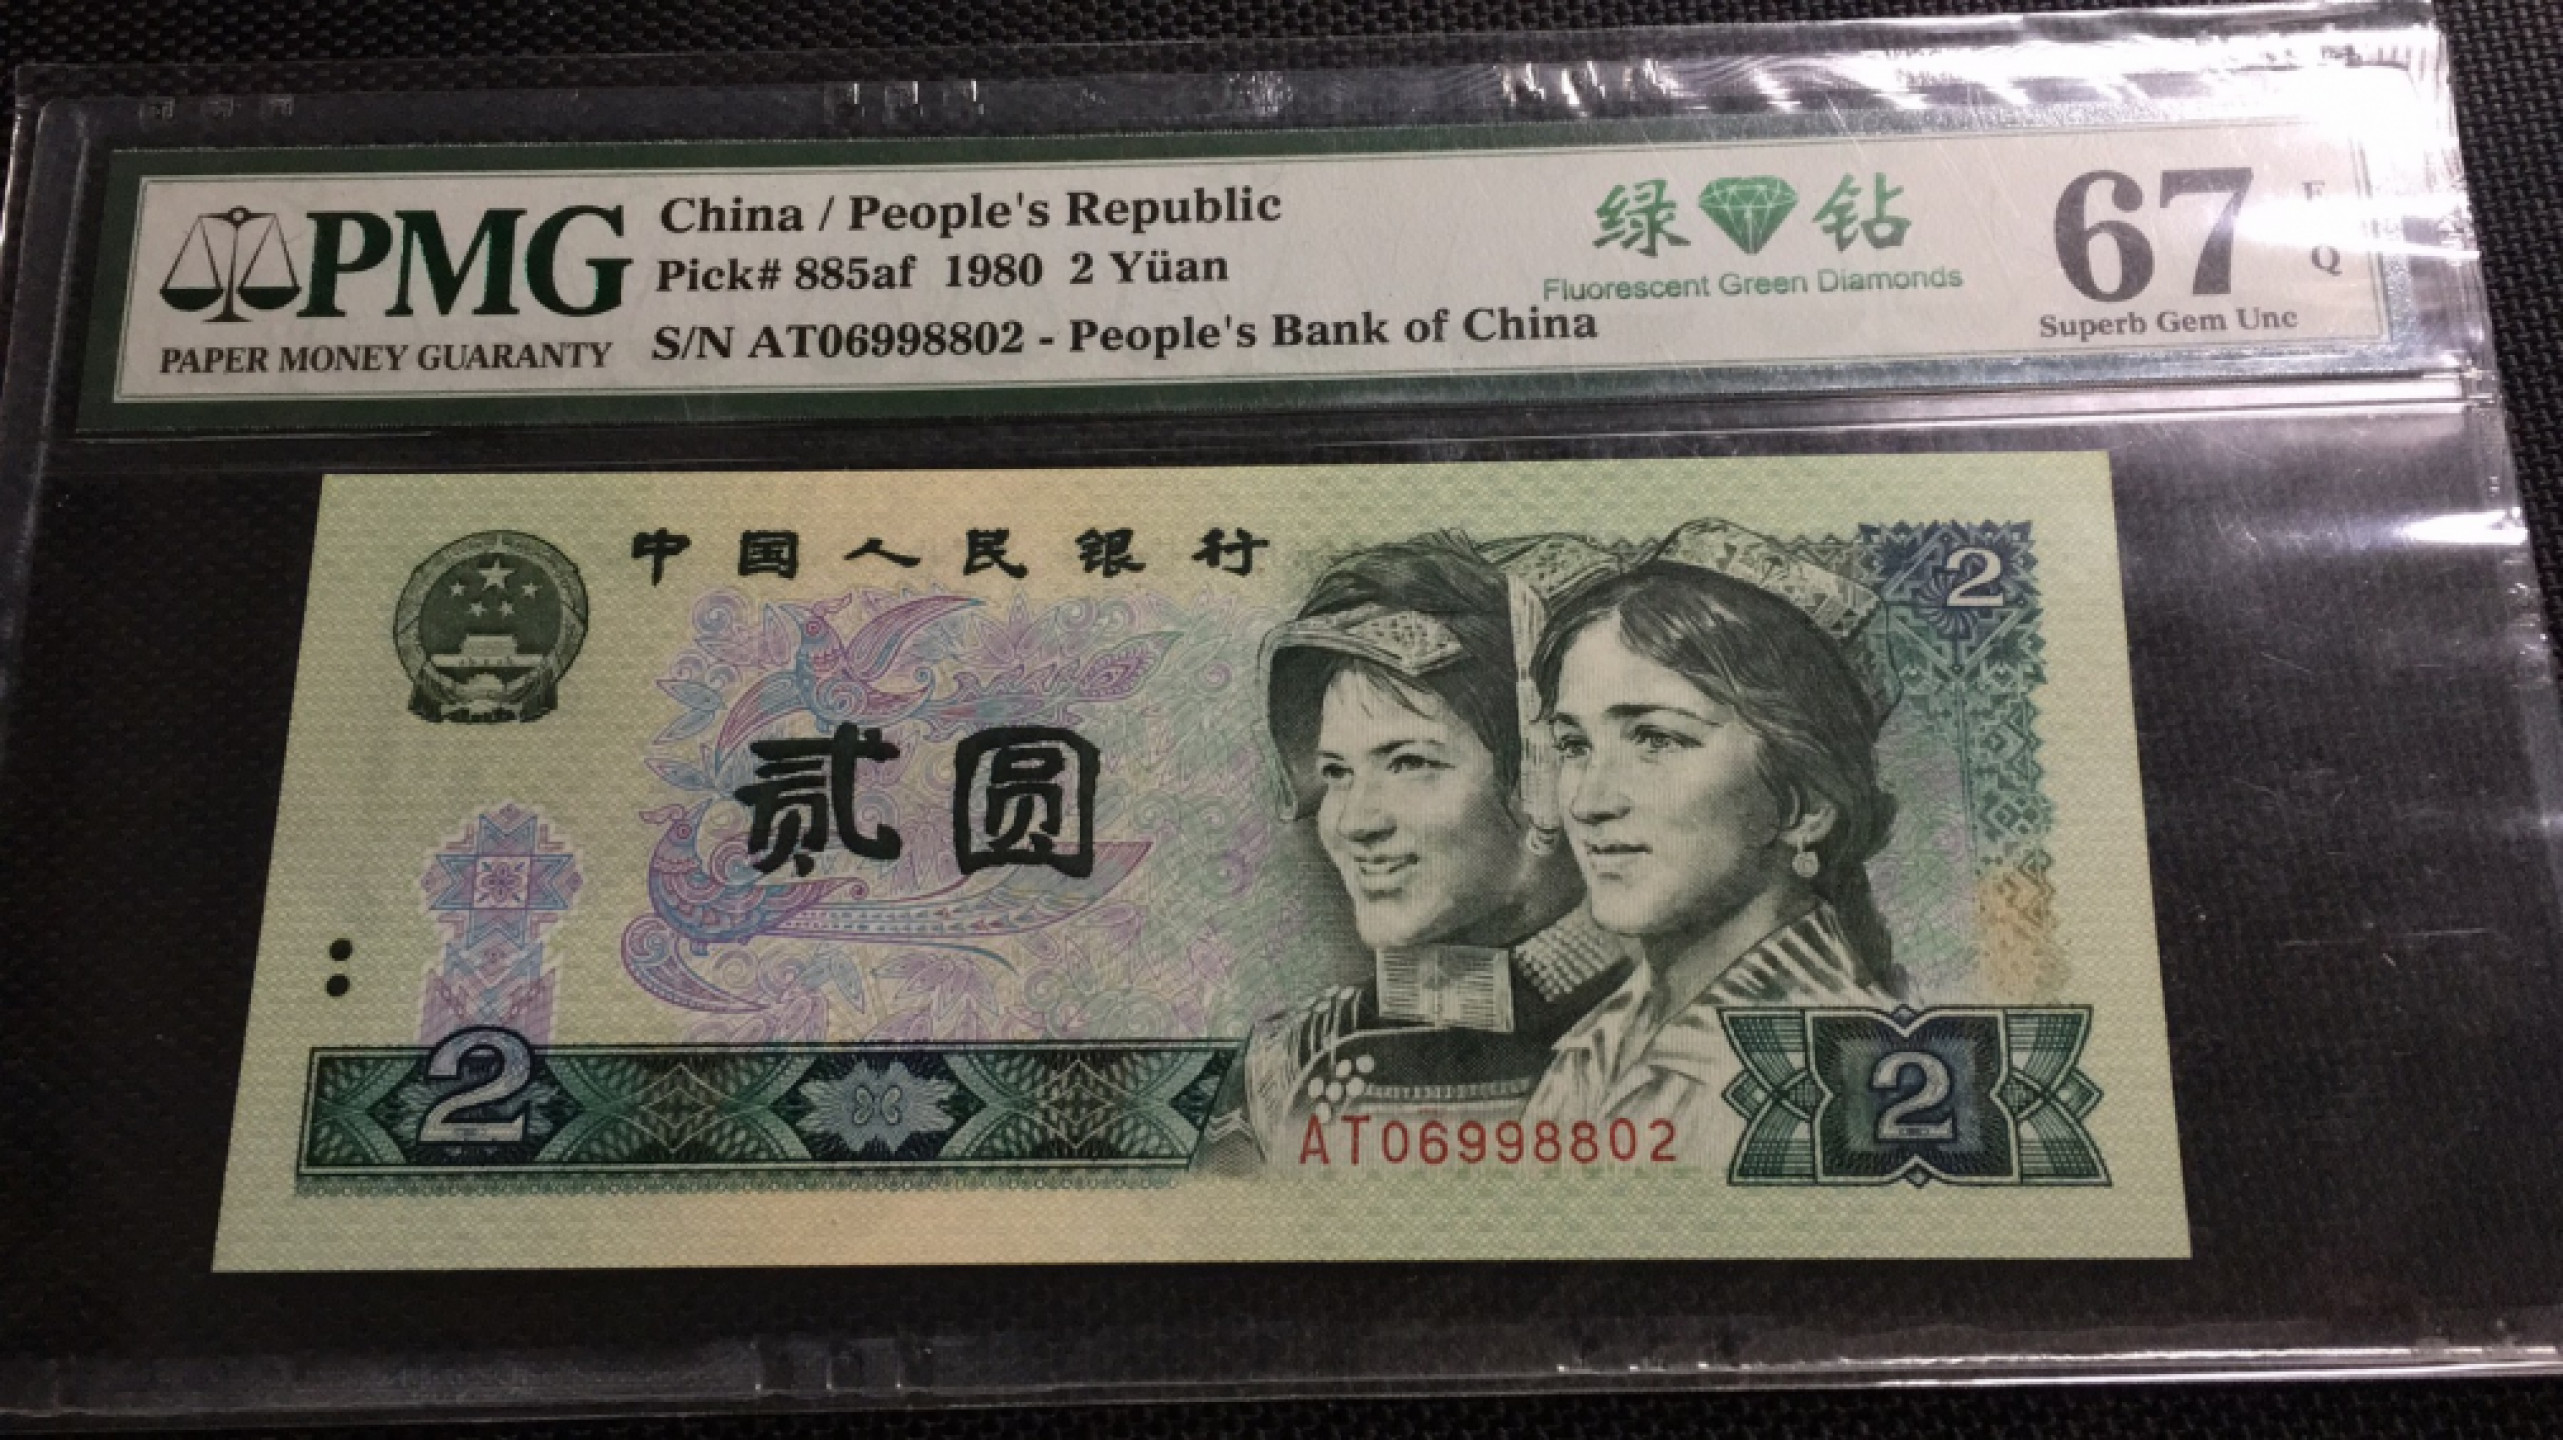 PMG
PAPER MONEY GUARANTY
China / People's Republic
Pick# 885af 1980 2 Yüan
S/N AT06998802 - People's Bank of China
绿 钻
Fluorescent Green Diamonds
67
Superb Gem Unc
E
Q
中国人民银行
2
贰圆
2
2
AT06998802